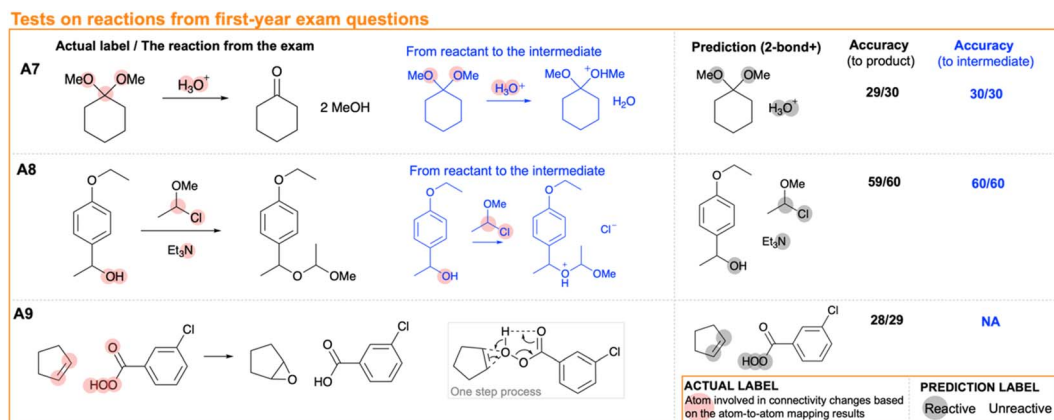 Tests on reactions from first-year exam questions
Actual label / The reaction from the exam
From reactant to the intermediate
Prediction (2-bond+)
Accuracy
(to product)
Accuracy
(to intermediate)
A7
MeO OMe
H₃O⁺
O
2 MeOH
MeO OMe
H₃O⁺
MeO ⁺OHMe
H₂O
MeO OMe
H₃O⁺
29/30
30/30
A8
From reactant to the intermediate
O
OMe
Cl
Et₃N
OH
O
O OMe
O
OMe
Cl
OH
O
Cl⁻
O⁺
H
OMe
O
OMe
Cl
Et₃N
OH
59/60
60/60
A9
O
HOO
Cl
O
O
HO
Cl
H O
O O
Cl
One step process
O
HOO
Cl
28/29
NA
ACTUAL LABEL
Atom involved in connectivity changes based
on the atom-to-atom mapping results
PREDICTION LABEL
Reactive Unreactive